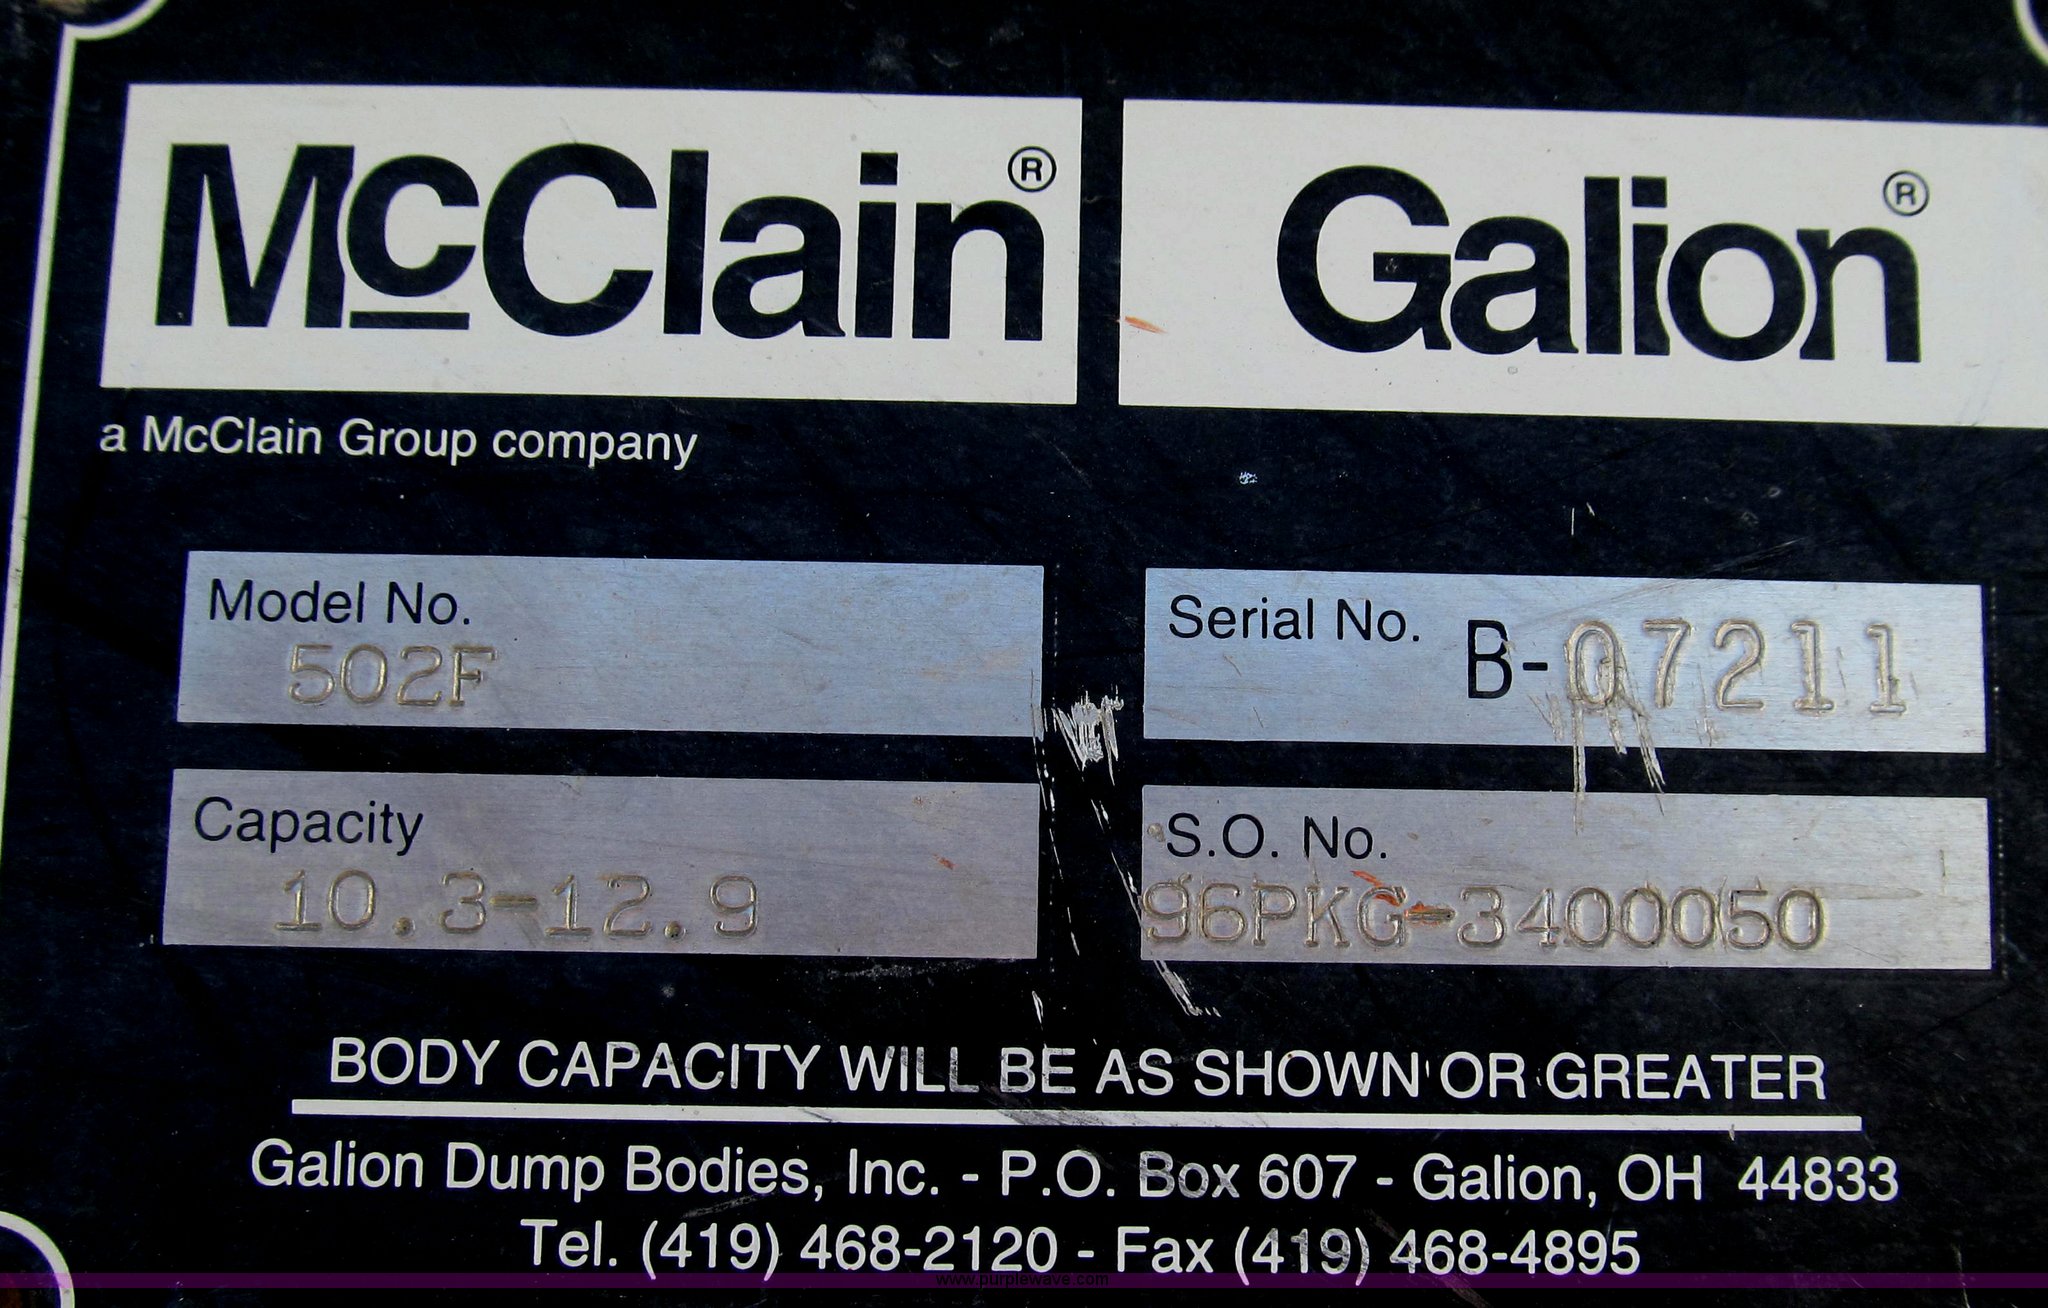 McClain® Galion®
a McClain Group company
Model No. Serial No. B-07211
502F
Capacity S.O. No.
10.3-12.9 96PKG-3400050
BODY CAPACITY WILL BE AS SHOWN OR GREATER
Galion Dump Bodies, Inc. - P.O. Box 607 - Galion, OH 44833
Tel. (419) 468-2120 - Fax (419) 468-4895
www.purplewave.com